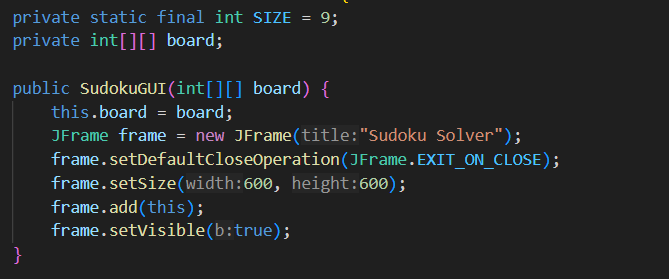 private static final int SIZE = 9;
private int[][] board;
public SudokuGUI(int[][] board) {
this.board = board;
JFrame frame = new JFrame(title:"Sudoku Solver");
frame.setDefaultCloseOperation(JFrame.EXIT_ON_CLOSE);
frame.setSize(width:600, height:600);
frame.add(this);
frame.setVisible(b:true);
}